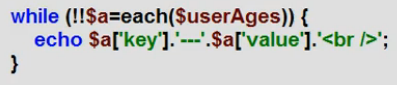 while (!!$a=each($userAges)) {
echo $a['key'].'---'.$a['value'].'<br />';
}